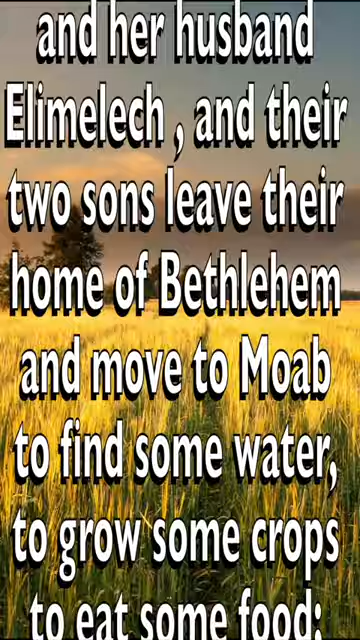 and her husband
Elimelech , and their
two sons leave their
home of Bethlehem
and move to Moab
to find some water,
to grow some crops
to eat some food;